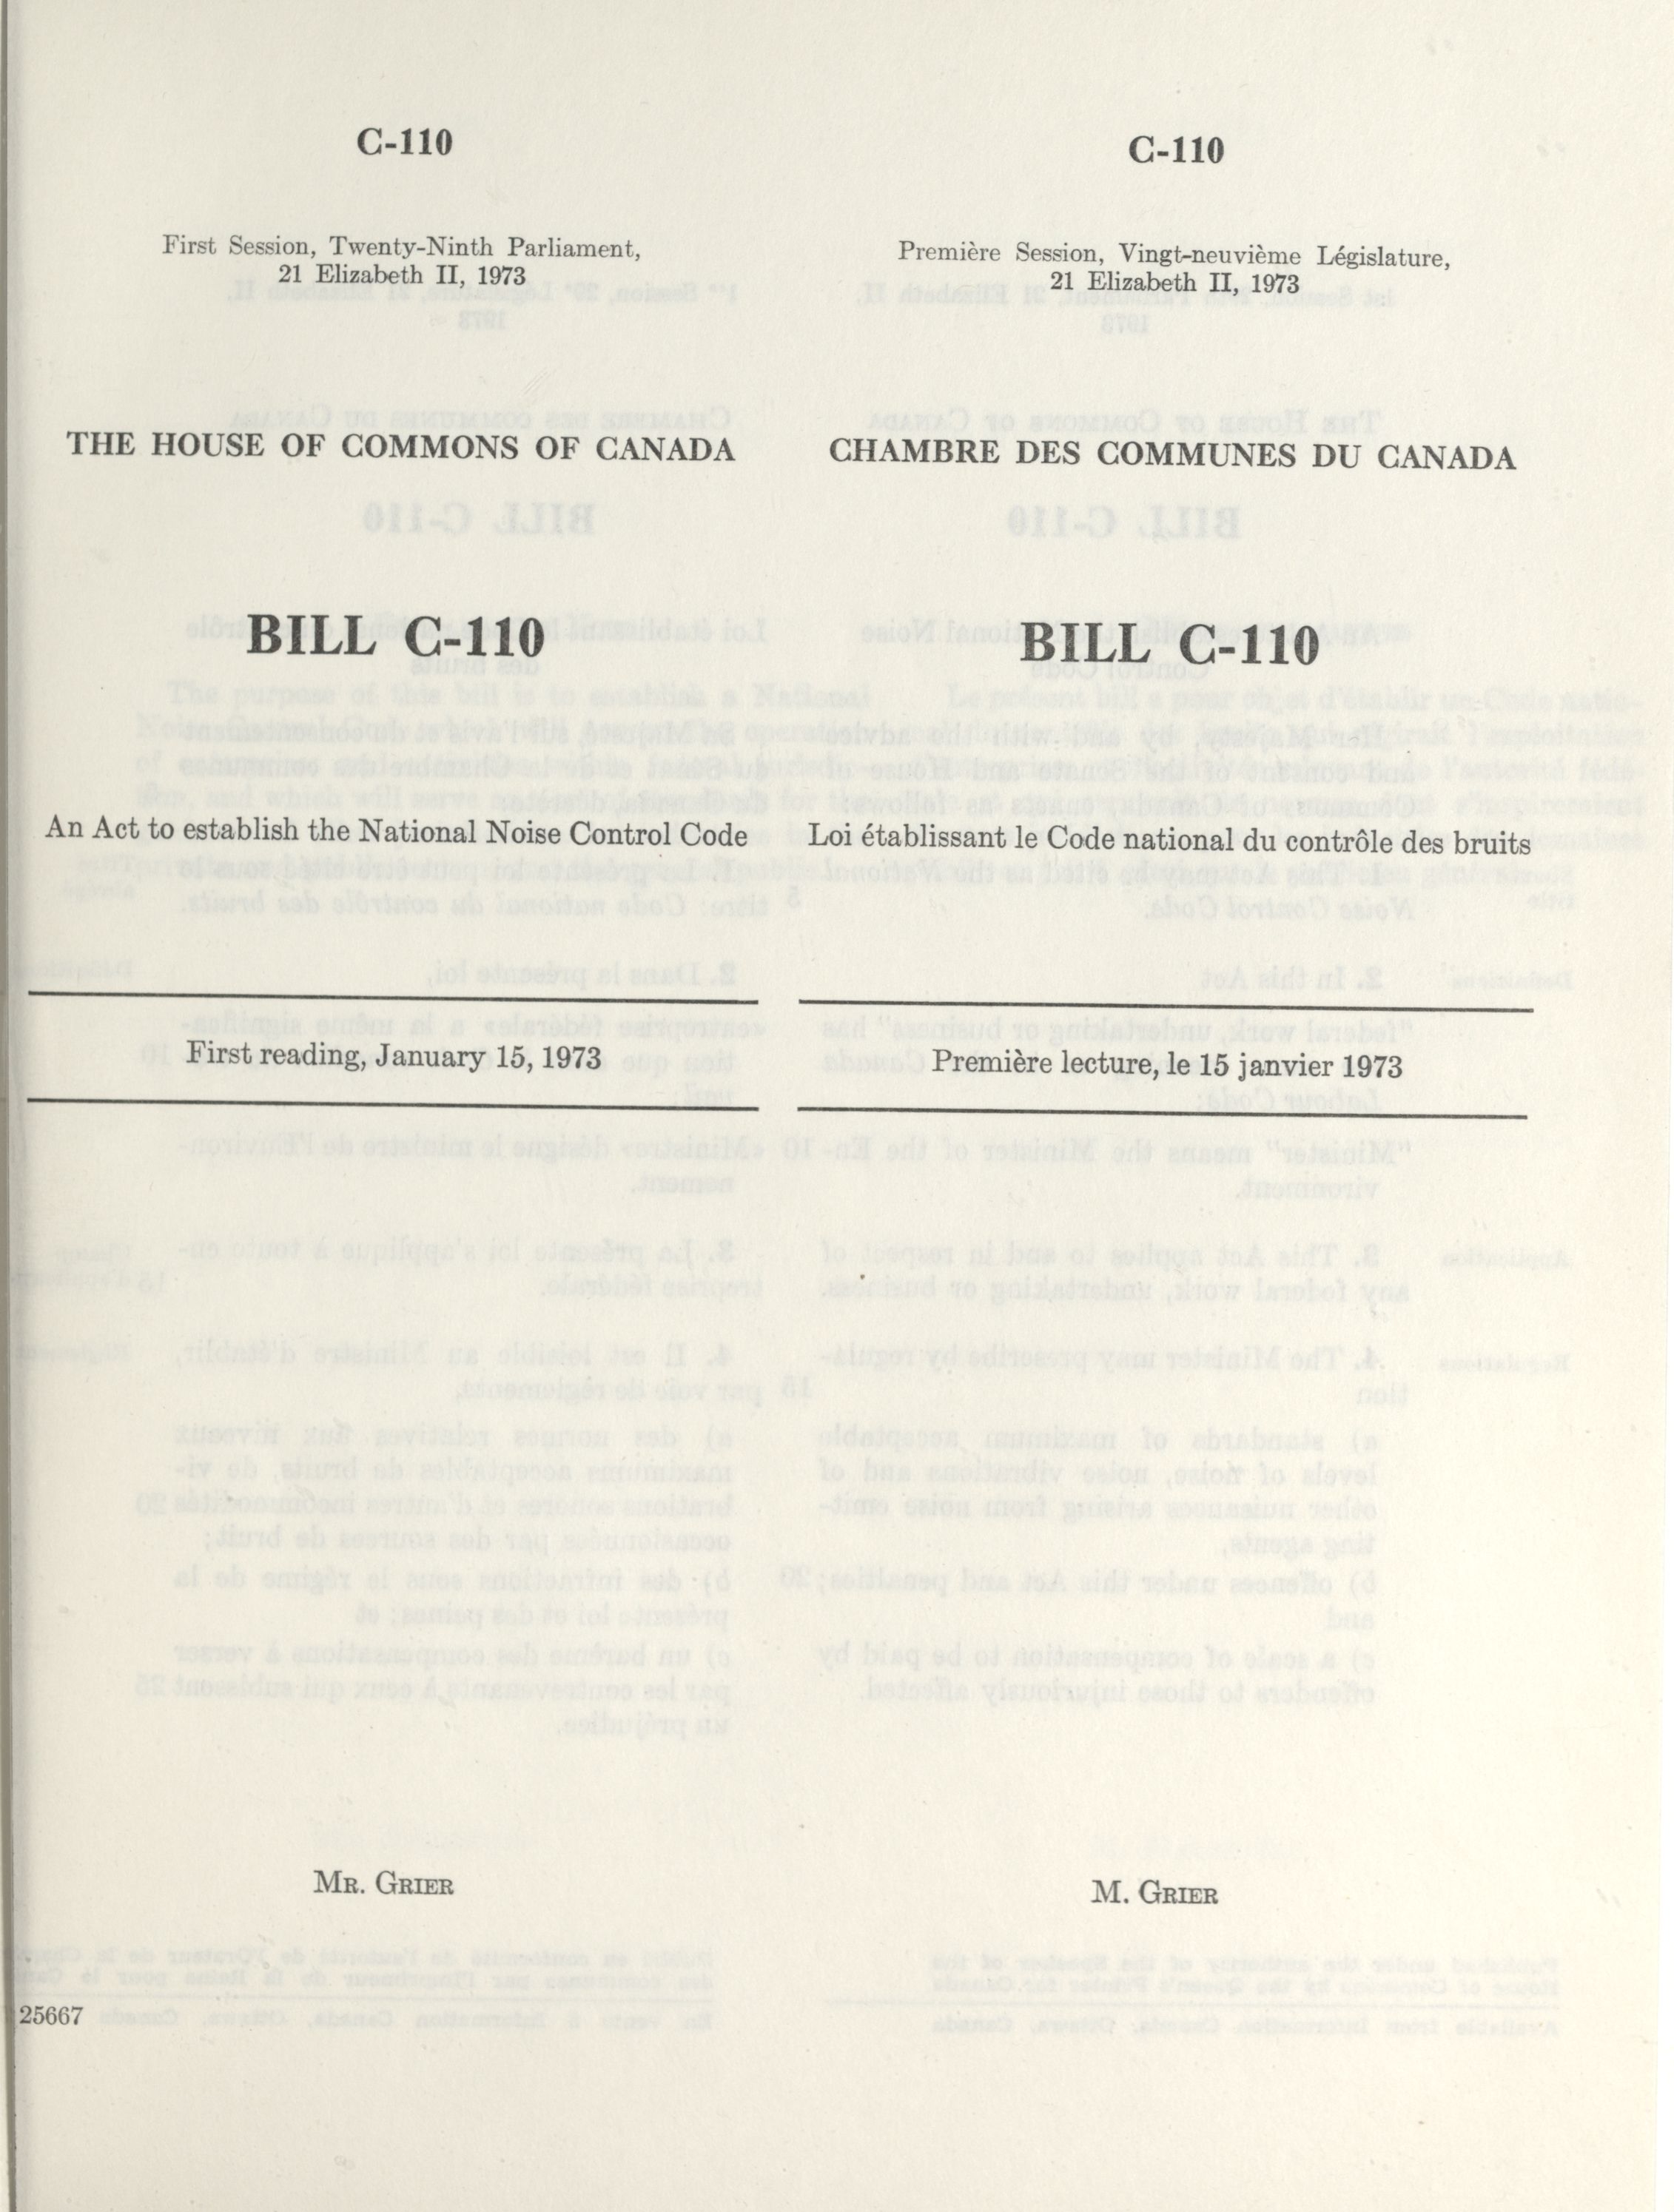 C-110
First Session, Twenty-Ninth Parliament,
21 Elizabeth II, 1973
THE HOUSE OF COMMONS OF CANADA
BILL C-110
An Act to establish the National Noise Control Code
First reading, January 15, 1973
MR. GRIER
25667
C-110
Première Session, Vingt-neuvième Législature,
21 Elizabeth II, 1973
CHAMBRE DES COMMUNES DU CANADA
BILL C-110
Loi établissant le Code national du contrôle des bruits
Première lecture, le 15 janvier 1973
M. GRIER